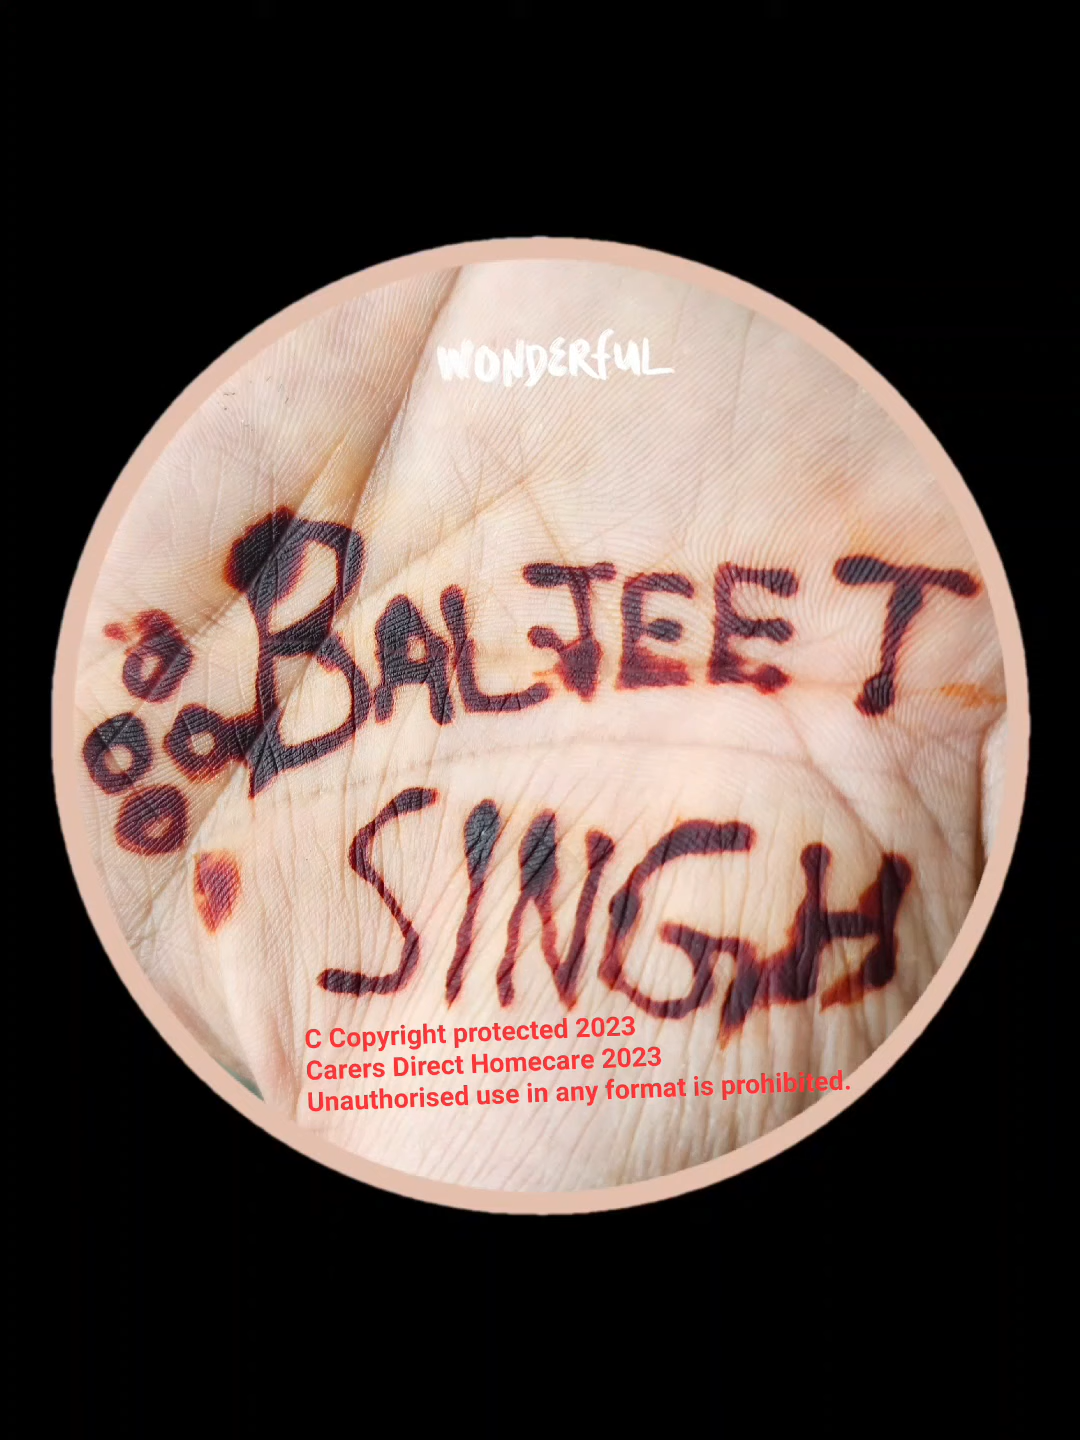 WONDERFUL
BALJEET
SINGH
C Copyright protected 2023
Carers Direct Homecare 2023
Unauthorised use in any format is prohibited.